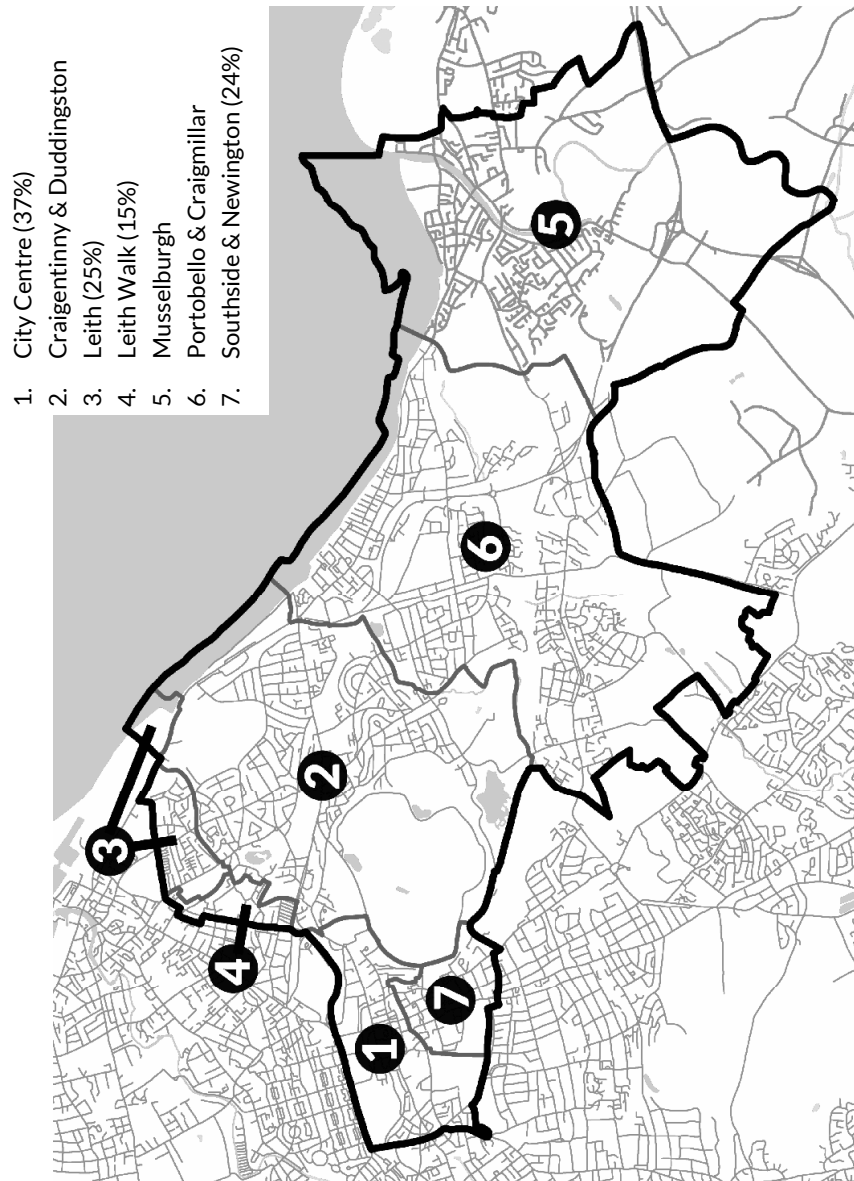 1. City Centre (37%)
2. Craigentinny & Duddingston
3. Leith (25%)
4. Leith Walk (15%)
5. Musselburgh
6. Portobello & Craigmillar
7. Southside & Newington (24%)
3
4
1
7
2
6
5